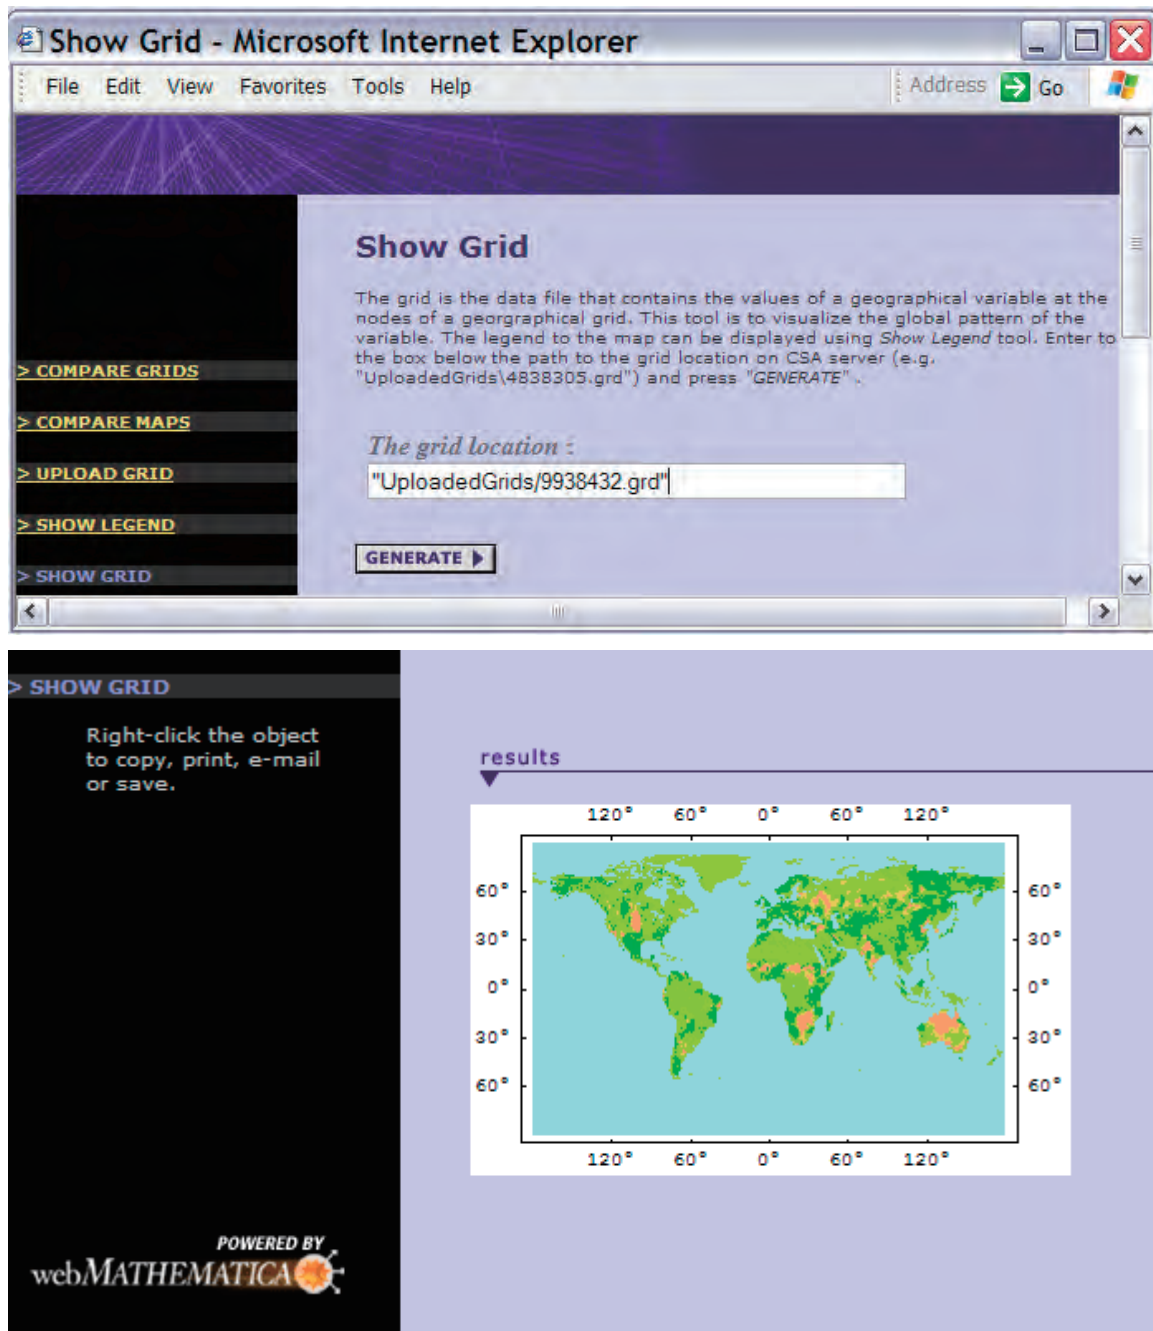 Show Grid - Microsoft Internet Explorer
File Edit View Favorites Tools Help Address Go
Show Grid
The grid is the data file that contains the values of a geographical variable at the
nodes of a georgraphical grid. This tool is to visualize the global pattern of the
variable. The legend to the map can be displayed using Show Legend tool. Enter to
the box below the path to the grid location on CSA server (e.g.
"UploadedGrids\4838305.grd") and press "GENERATE" .
> COMPARE GRIDS
> COMPARE MAPS
> UPLOAD GRID
> SHOW LEGEND
> SHOW GRID
The grid location :
"UploadedGrids/9938432.grd"
GENERATE
> SHOW GRID
Right-click the object
to copy, print, e-mail
or save.
results
120° 60° 0° 60° 120°
60° 60°
30° 30°
0° 0°
30° 30°
60° 60°
120° 60° 0° 60° 120°
POWERED BY
webMATHEMATICA